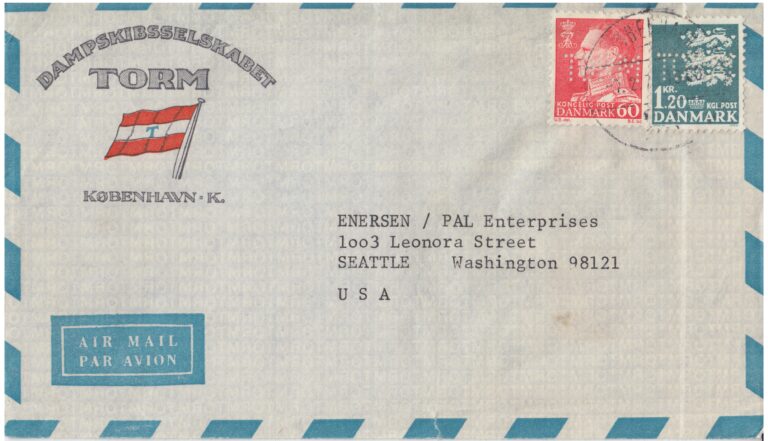 DAMPSKIBSSELSKABET
TORM
T
KØBENHAVN·K.
KONGELIG POST
DANMARK 60
1 KR.
1.20 KGL. POST
DANMARK
ENERSEN / PAL Enterprises
1oo3 Leonora Street
SEATTLE Washington 98121
U S A
AIR MAIL
PAR AVION